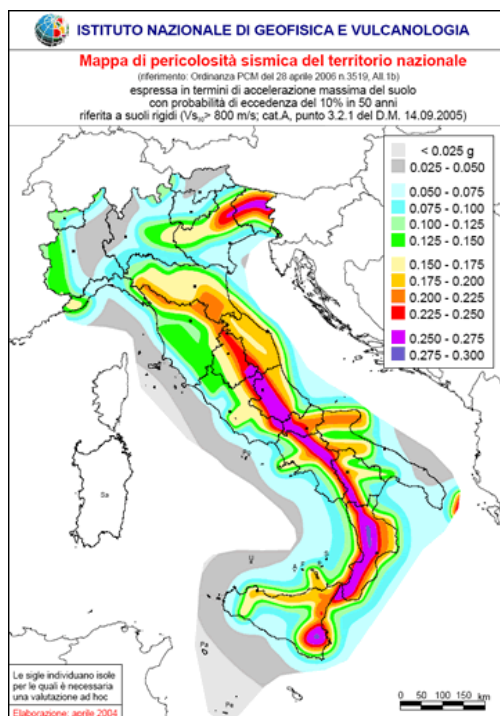 ISTITUTO NAZIONALE DI GEOFISICA E VULCANOLOGIA
Mappa di pericolosità sismica del territorio nazionale
(riferimento: Ordinanza PCM del 28 aprile 2006 n.3519, All.1b)
espressa in termini di accelerazione massima del suolo
con probabilità di eccedenza del 10% in 50 anni
riferita a suoli rigidi (Vs30> 800 m/s; cat.A, punto 3.2.1 del D.M. 14.09.2005)
< 0.025 g
0.025 - 0.050
0.050 - 0.075
0.075 - 0.100
0.100 - 0.125
0.125 - 0.150
0.150 - 0.175
0.175 - 0.200
0.200 - 0.225
0.225 - 0.250
0.250 - 0.275
0.275 - 0.300
Sa
U
Pa
Pe
Le sigle individuano isole
per le quali è necessaria
una valutazione ad hoc
Elaborazione: aprile 2004
0 50 100 150
km